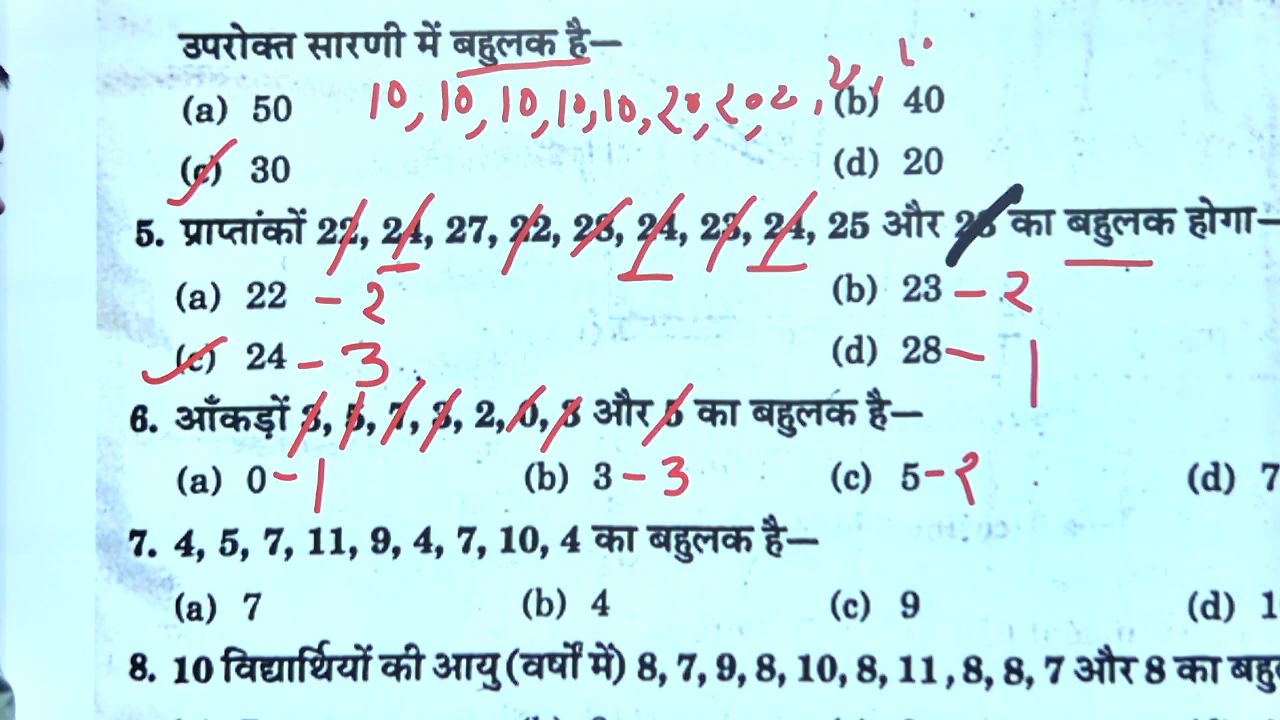 उपरोक्त सारणी में बहुलक है—
(a) 50 10, 10, 10, 10, 10, (b) 40
(c) 30 (d) 20
5. प्राप्तांकों 22, 24, 27, 22, 23, 24, 23, 24, 25 और का बहुलक होगा—
(a) 22 – 2 (b) 23 – २
(c) 24 – 3 (d) 28 – 1
6. आँकड़ों 3, 5, 7, 3, 2, 0, 3 और 5 का बहुलक है—
(a) 0 – 1 (b) 3 – 3 (c) 5 – २ (d) 7
7. 4, 5, 7, 11, 9, 4, 7, 10, 4 का बहुलक है—
(a) 7 (b) 4 (c) 9 (d) 1
8. 10 विद्यार्थियों की आयु (वर्षों में) 8, 7, 9, 8, 10, 8, 11, 8, 8, 7 और 8 का बहु